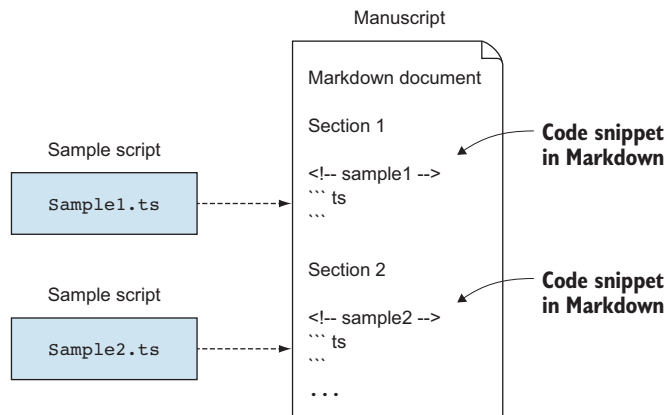 Manuscript
Markdown document
Section 1
Sample script
Sample1.ts
<!-- sample1 -->
``` ts
```
Code snippet
in Markdown
Section 2
Sample script
Sample2.ts
<!-- sample2 -->
``` ts
```
...
Code snippet
in Markdown